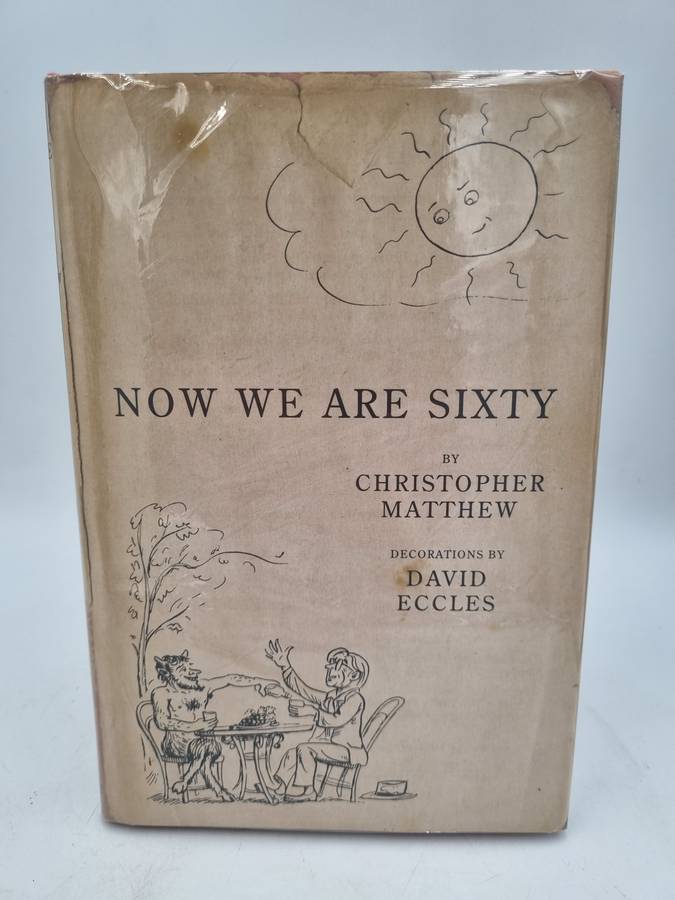 NOW WE ARE SIXTY
BY
CHRISTOPHER
MATTHEW
DECORATIONS BY
DAVID
ECCLES